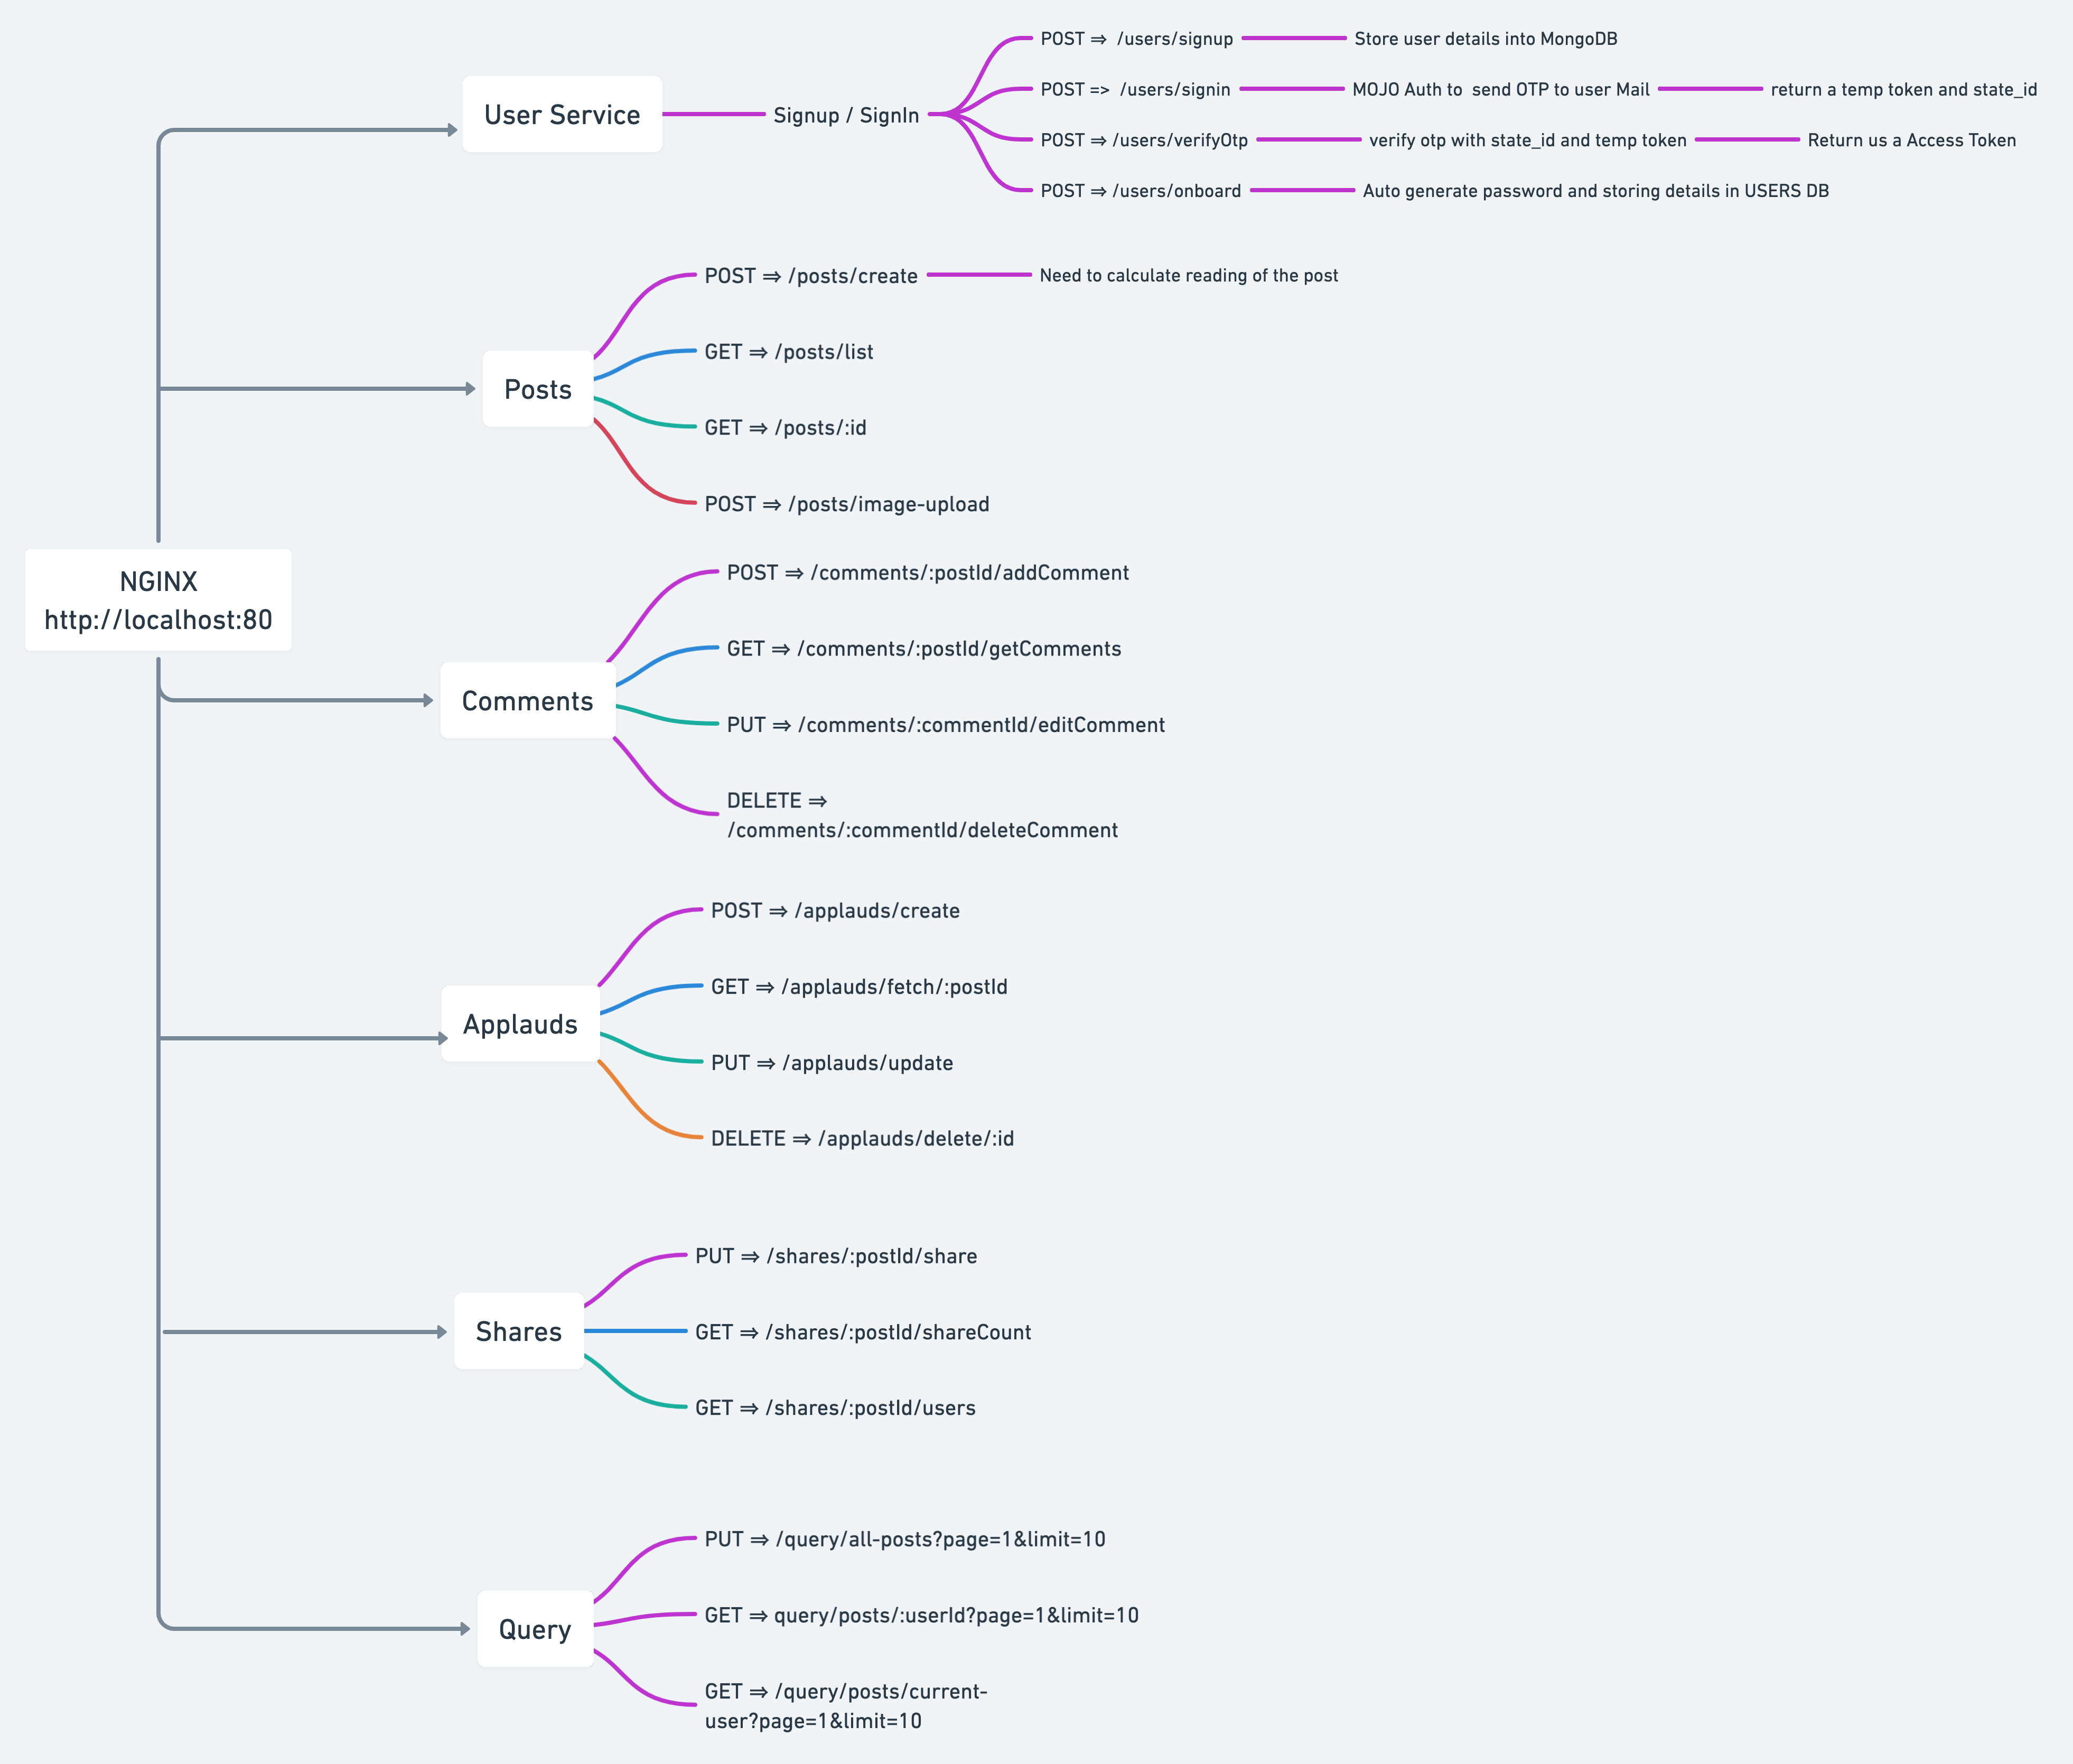 POST ⇒ /users/signup
Store user details into MongoDB
User Service
Signup / SignIn
POST => /users/signin
MOJO Auth to send OTP to user Mail
return a temp token and state_id
POST ⇒ /users/verifyOtp
verify otp with state_id and temp token
Return us a Access Token
POST ⇒ /users/onboard
Auto generate password and storing details in USERS DB
POST ⇒ /posts/create
Need to calculate reading of the post
GET ⇒ /posts/list
Posts
GET ⇒ /posts/:id
POST ⇒ /posts/image-upload
NGINX
http://localhost:80
POST ⇒ /comments/:postId/addComment
GET ⇒ /comments/:postId/getComments
Comments
PUT ⇒ /comments/:commentId/editComment
DELETE ⇒
/comments/:commentId/deleteComment
POST ⇒ /applauds/create
GET ⇒ /applauds/fetch/:postId
Applauds
PUT ⇒ /applauds/update
DELETE ⇒ /applauds/delete/:id
PUT ⇒ /shares/:postId/share
Shares
GET ⇒ /shares/:postId/shareCount
GET ⇒ /shares/:postId/users
PUT ⇒ /query/all-posts?page=1&limit=10
GET ⇒ query/posts/:userId?page=1&limit=10
Query
GET ⇒ /query/posts/current-
user?page=1&limit=10